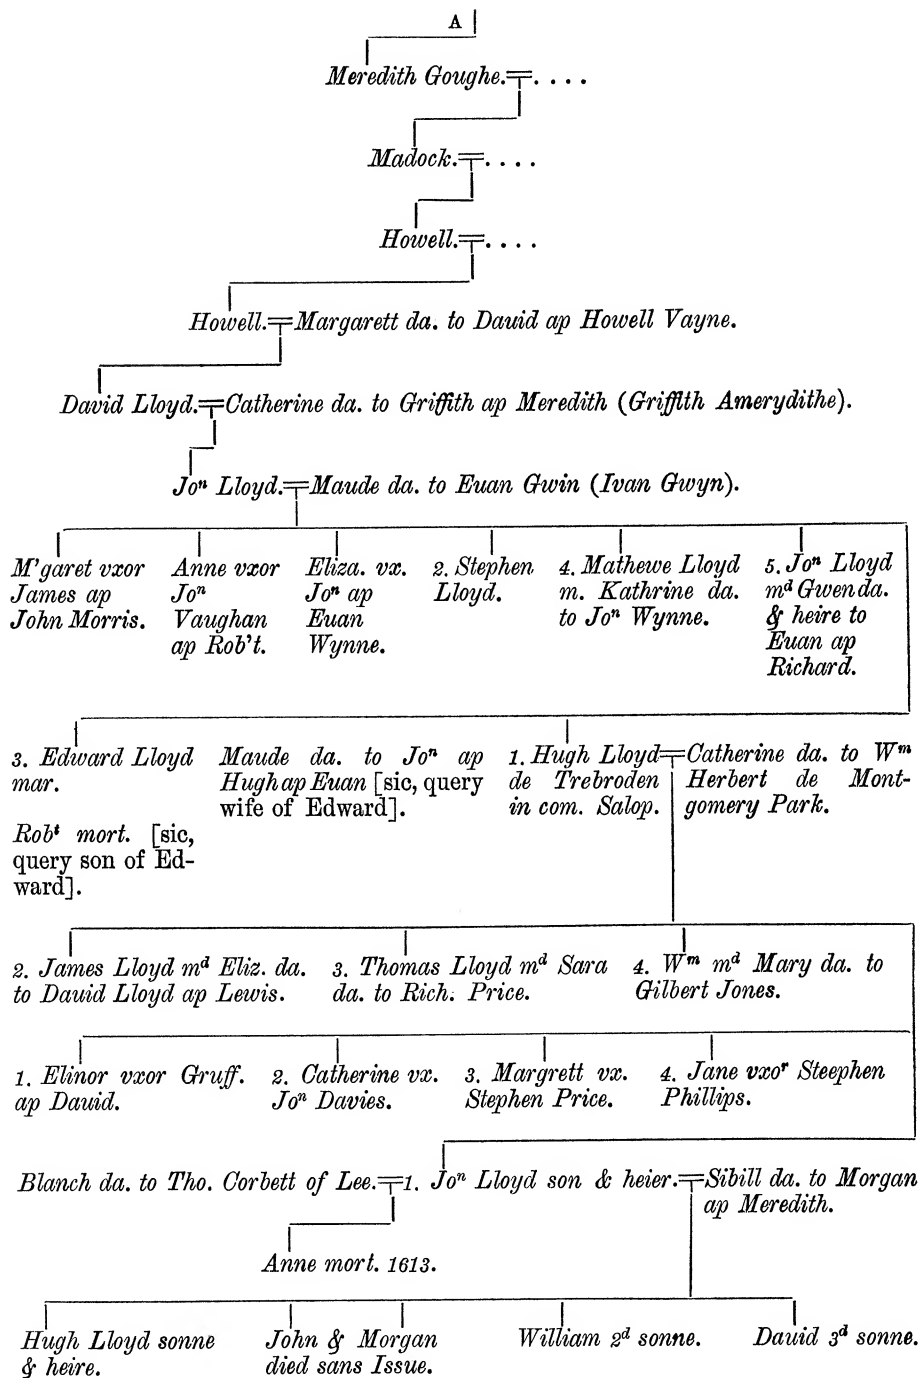 A
Meredith Goughe. . . . .
Madock. . . . .
Howell. . . . .
Howell. Margarett da. to Dauid ap Howell Vayne.
David Lloyd. Catherine da. to Griffith ap Meredith (Griffith Amerydithe).
Joⁿ Lloyd. Maude da. to Euan Gwin (Ivan Gwyn).
M'garet vxor
James ap
John Morris.
Anne vxor
Joⁿ
Vaughan
ap Rob't.
Eliza. vx.
Joⁿ ap
Euan
Wynne.
2. Stephen
Lloyd.
4. Mathewe Lloyd
m. Kathrine da.
to Joⁿ Wynne.
5. Joⁿ Lloyd
mᵈ Gwen da.
& heire to
Euan ap
Richard.
3. Edward Lloyd
mar.
Robᵗ mort. [sic,
query son of Ed-
ward].
Maude da. to Joⁿ ap
Hugh ap Euan [sic, query
wife of Edward].
1. Hugh Lloyd
de Trebroden
in com. Salop.
Catherine da. to Wᵐ
Herbert de Mont-
gomery Park.
2. James Lloyd mᵈ Eliz. da.
to Dauid Lloyd ap Lewis.
3. Thomas Lloyd mᵈ Sara
da. to Rich. Price.
4. Wᵐ mᵈ Mary da. to
Gilbert Jones.
1. Elinor vxor Gruff.
ap Dauid.
2. Catherine vx.
Joⁿ Davies.
3. Margrett vx.
Stephen Price.
4. Jane vxoʳ Steephen
Phillips.
Blanch da. to Tho. Corbett of Lee. 1. Joⁿ Lloyd son & heier. Sibill da. to Morgan
ap Meredith.
Anne mort. 1613.
Hugh Lloyd sonne
& heire.
John & Morgan
died sans Issue.
William 2ᵈ sonne.
Dauid 3ᵈ sonne.